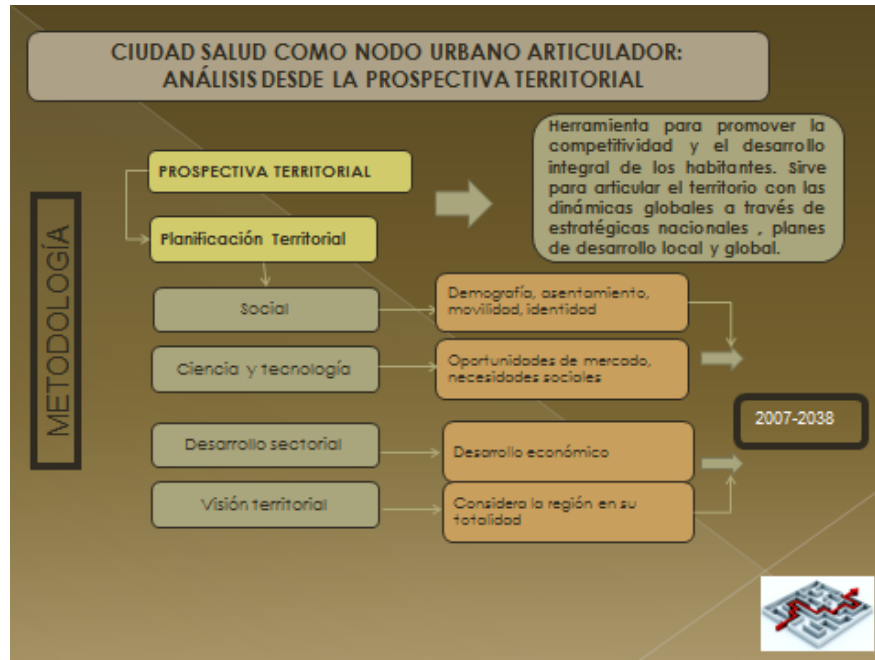 CIUDAD SALUD COMO NODO URBANO ARTICULADOR:
ANÁLISIS DESDE LA PROSPECTIVA TERRITORIAL
METODOLOGÍA
PROSPECTIVA TERRITORIAL
Herramienta para promover la
competitividad y el desarrollo
integral de los habitantes. Sirve
para articular el territorio con las
dinámicas globales a través de
estratégicas nacionales , planes
de desarrollo local y global.
Planificación Territorial
Social
Demografía, asentamiento,
movilidad, identidad
Ciencia y tecnología
Oportunidades de mercado,
necesidades sociales
Desarrollo sectorial
Desarrollo económico
Visión territorial
Considera la región en su
totalidad
2007-2038